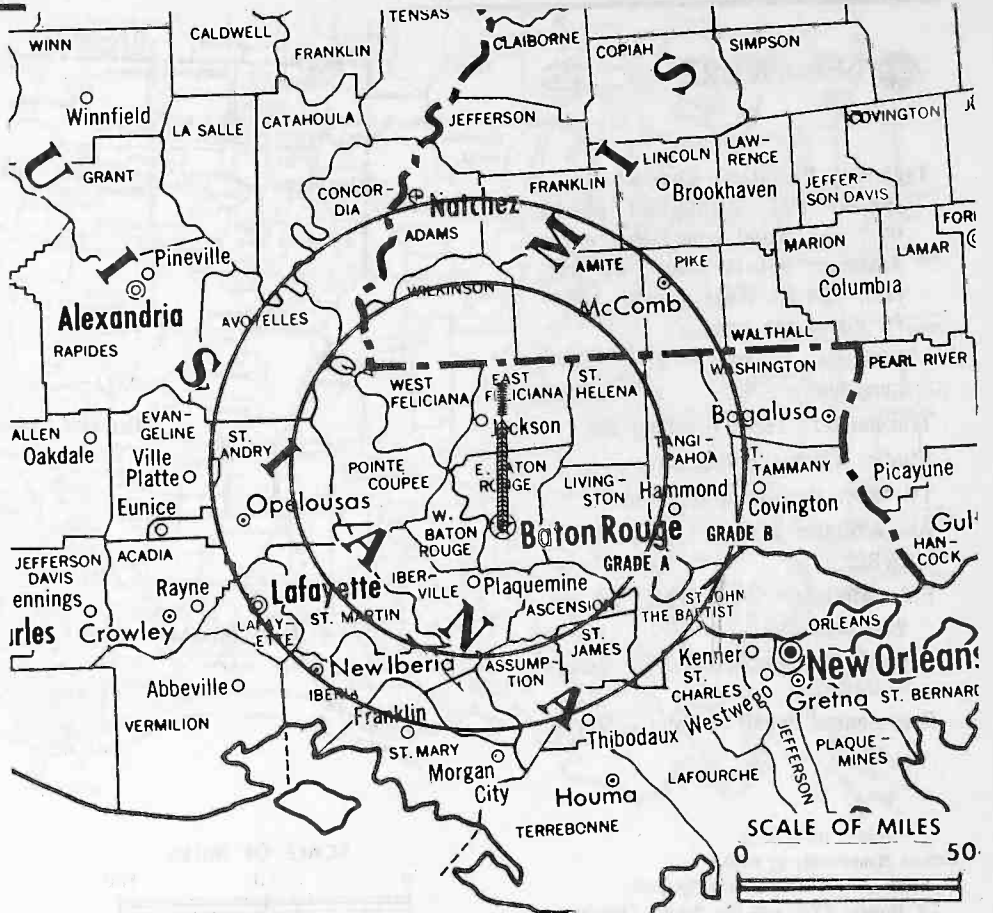 TENSAS
CALDWELL
WINN
CLAIBORNE
COPIAH
SIMPSON
FRANKLIN
S
Winnfield
LA SALLE
CATAHOULA
JEFFERSON
COVINGTON
U
I
LINCOLN
LAW-
RENCE
GRANT
CONCOR-
DIA
FRANKLIN
Brookhaven
JEFFER-
SON DAVIS
Natchez
ADAMS
M
MARION
LAMAR
Pineville
I
AMITE
PIKE
Columbia
WILKINSON
McComb
Alexandria
AVOYELLES
RAPIDES
WALTHALL
S
WASHINGTON
PEARL RIVER
WEST
FELICIANA
EAST
FELICIANA
ST.
HELENA
EVAN-
GELINE
Bogalusa
ALLEN
Oakdale
ST.
ANDRY
Jackson
TANGI-
PAHOA
Ville
Platte
I
POINTE
COUPEE
E. BATON
ROUGE
LIVING-
STON
ST.
TAMMANY
Picayune
Eunice
Opelousas
Hammond
Covington
W.
BATON
ROUGE
Baton Rouge
GRADE B
Gulf
JEFFERSON
DAVIS
ACADIA
A
GRADE A
HAN-
COCK
ennings
Rayne
Lafayette
IBER-
VILLE
Plaquemine
ST. JOHN
THE BAPTIST
ASCENSION
rles
Crowley
LAFAY-
ETTE
ST. MARTIN
N
ORLEANS
ST.
JAMES
Kenner
New Orleans
New Iberia
ASSUMP-
TION
ST.
CHARLES
Abbeville
IBERIA
Gretna
ST. BERNARD
Westwego
VERMILION
Franklin
A
Thibodaux
ST. MARY
JEFFERSON
PLAQUE-
MINES
Morgan
City
LAFOURCHE
Houma
TERREBONNE
SCALE OF MILES
0 50